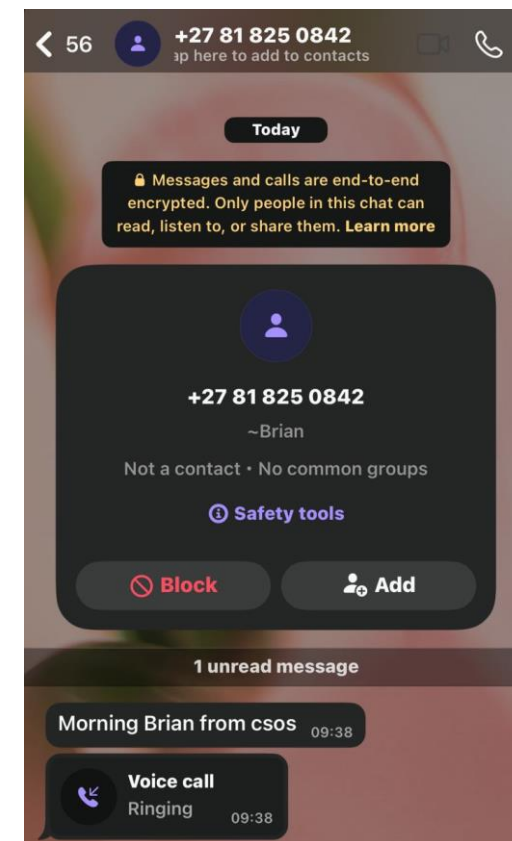 56
+27 81 825 0842
ap here to add to contacts
Today
Messages and calls are end-to-end
encrypted. Only people in this chat can
read, listen to, or share them. Learn more
+27 81 825 0842
~Brian
Not a contact • No common groups
Safety tools
Block
Add
1 unread message
Morning Brian from csos 09:38
Voice call
Ringing 09:38